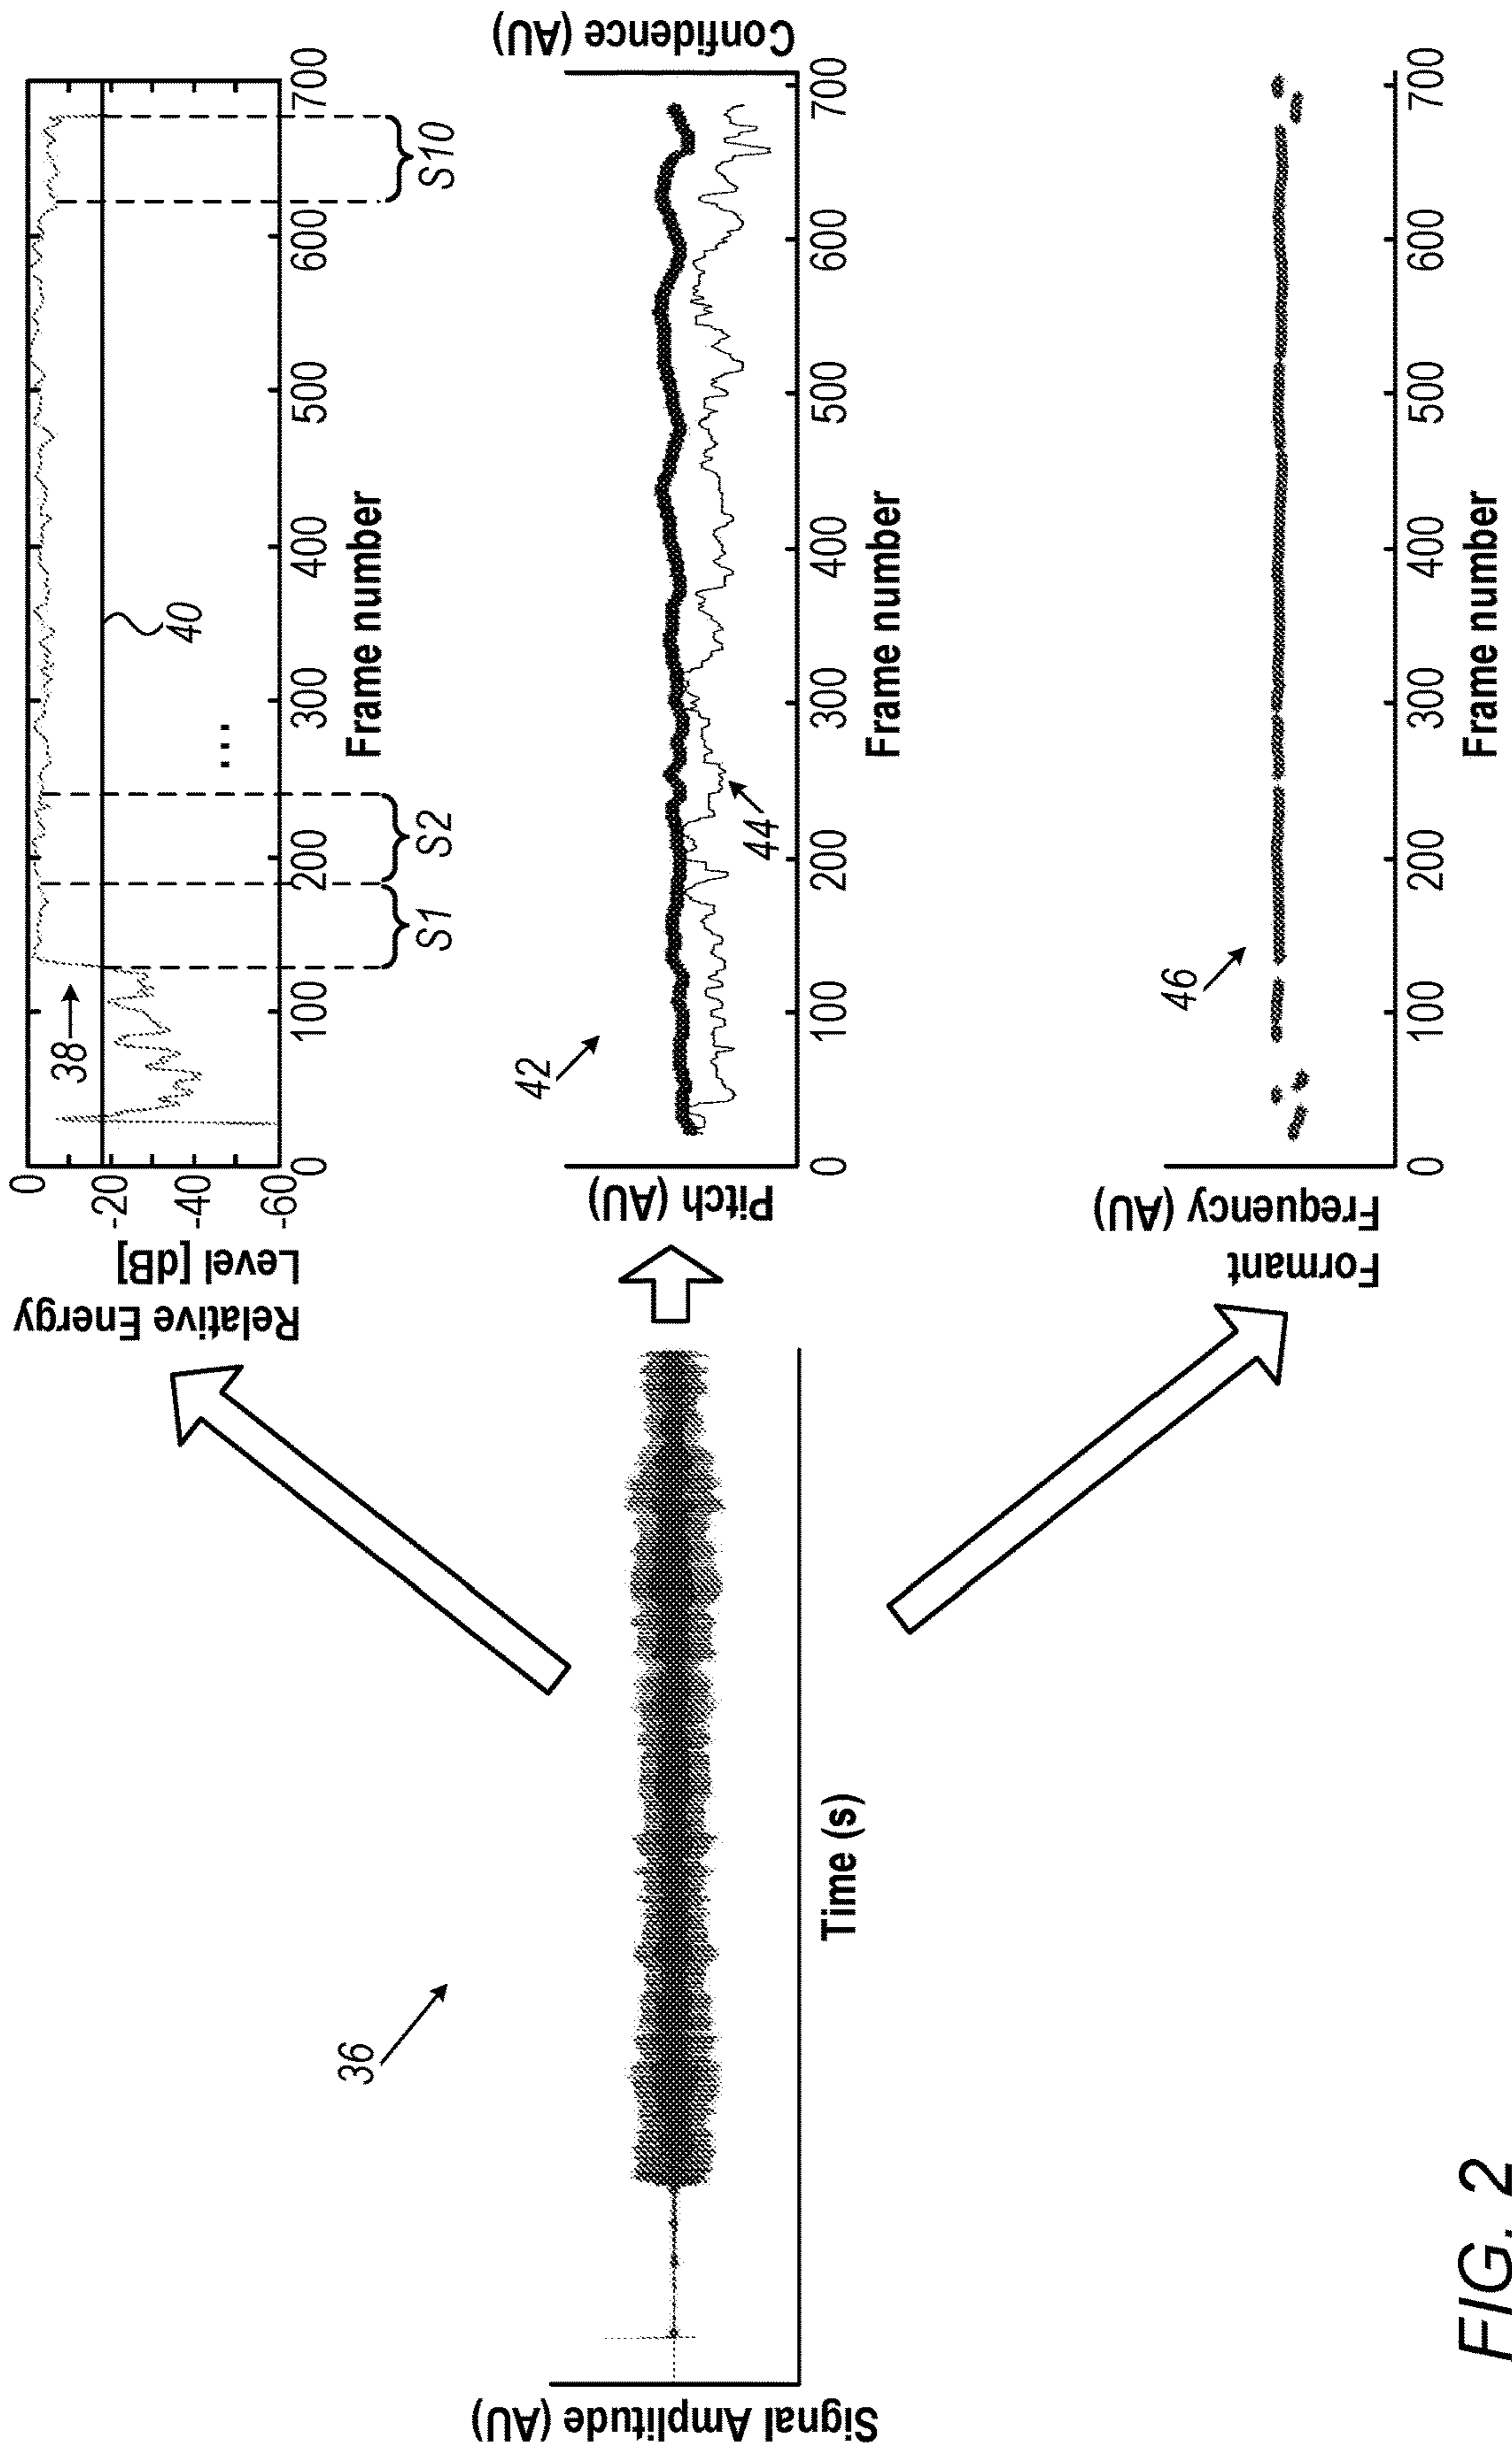 Signal Amplitude (AU)
36
Time (s)
Relative Energy
Level [dB]
0
-20
-40
-60
38
40
...
0
100
200
300
400
500
600
700
Frame number
S1
S2
S10
Pitch (AU)
Confidence (AU)
42
44
0
100
200
300
400
500
600
700
Frame number
Formant
Frequency (AU)
46
0
100
200
300
400
500
600
700
Frame number
FIG. 2